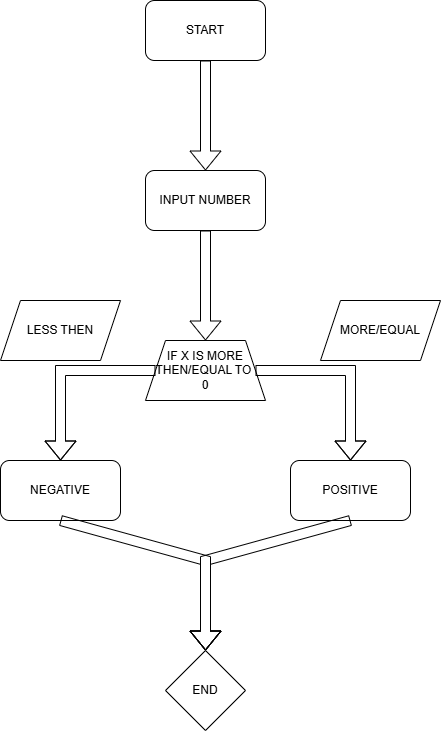 START
INPUT NUMBER
LESS THEN
IF X IS MORE
THEN/EQUAL TO
0
MORE/EQUAL
NEGATIVE
POSITIVE
END